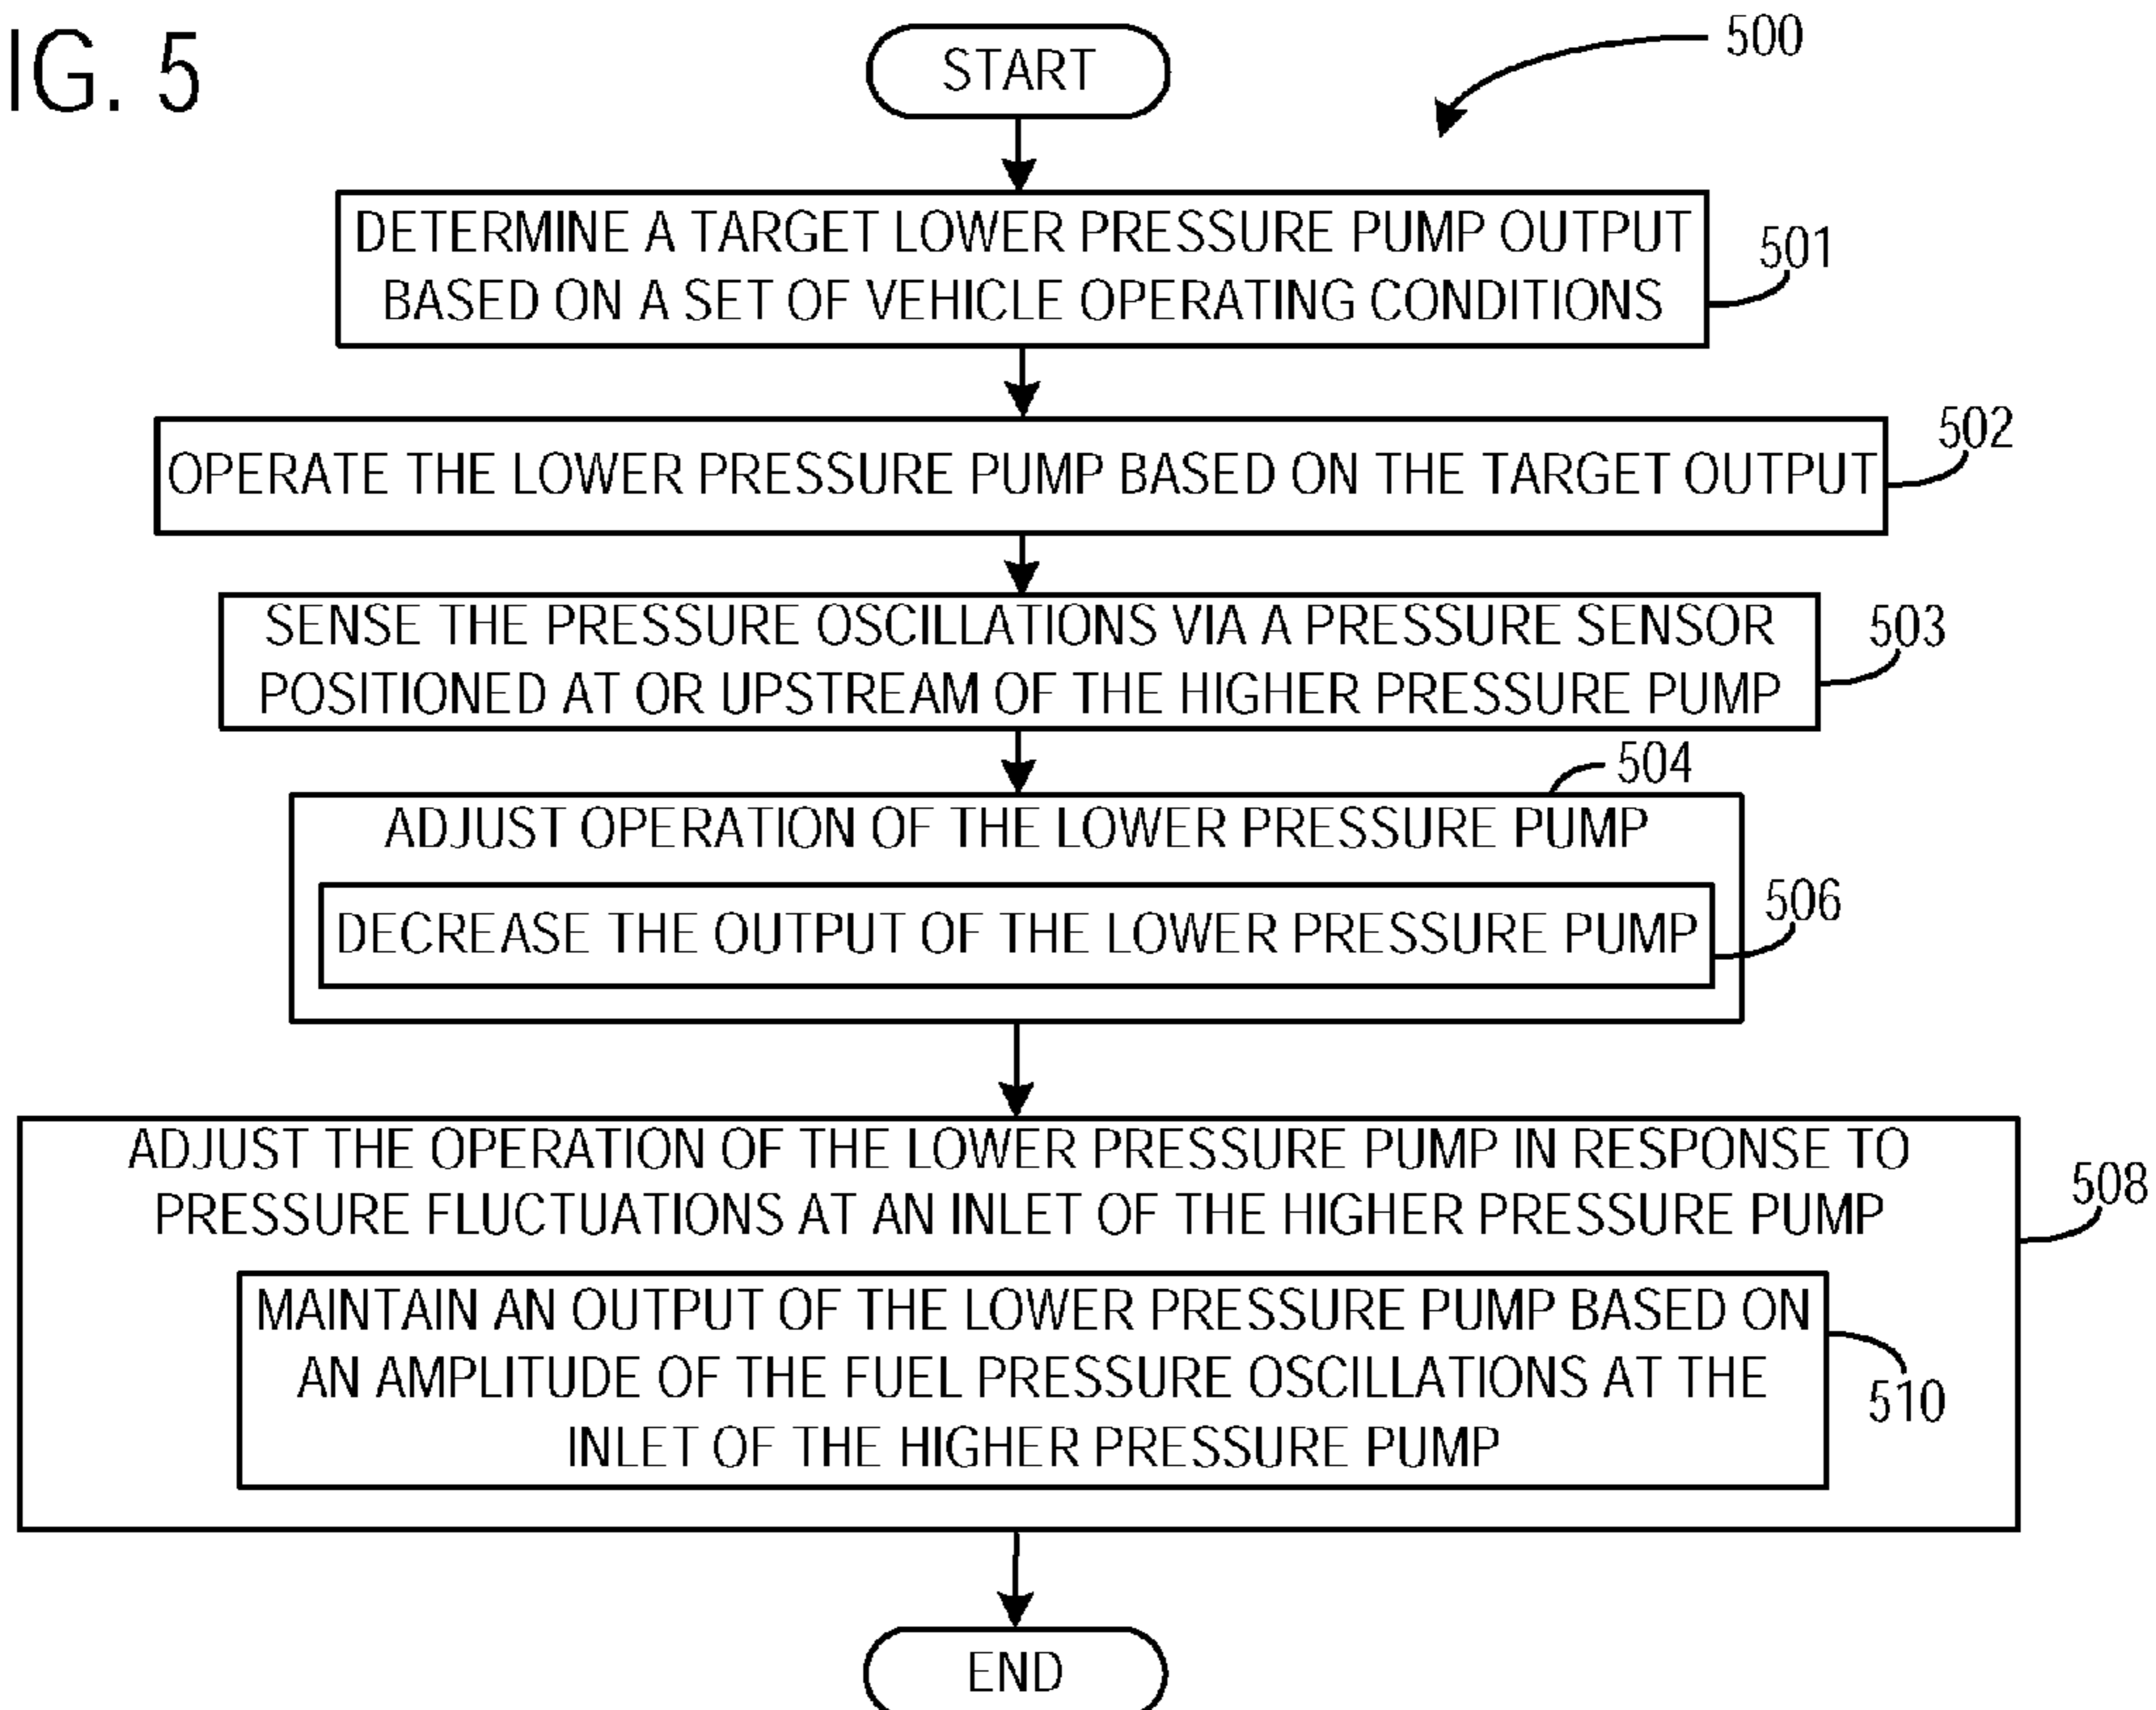 IG. 5
START
500
DETERMINE A TARGET LOWER PRESSURE PUMP OUTPUT
BASED ON A SET OF VEHICLE OPERATING CONDITIONS
501
OPERATE THE LOWER PRESSURE PUMP BASED ON THE TARGET OUTPUT
502
SENSE THE PRESSURE OSCILLATIONS VIA A PRESSURE SENSOR
POSITIONED AT OR UPSTREAM OF THE HIGHER PRESSURE PUMP
503
504
ADJUST OPERATION OF THE LOWER PRESSURE PUMP
DECREASE THE OUTPUT OF THE LOWER PRESSURE PUMP
506
ADJUST THE OPERATION OF THE LOWER PRESSURE PUMP IN RESPONSE TO
PRESSURE FLUCTUATIONS AT AN INLET OF THE HIGHER PRESSURE PUMP
508
MAINTAIN AN OUTPUT OF THE LOWER PRESSURE PUMP BASED ON
AN AMPLITUDE OF THE FUEL PRESSURE OSCILLATIONS AT THE
INLET OF THE HIGHER PRESSURE PUMP
510
END